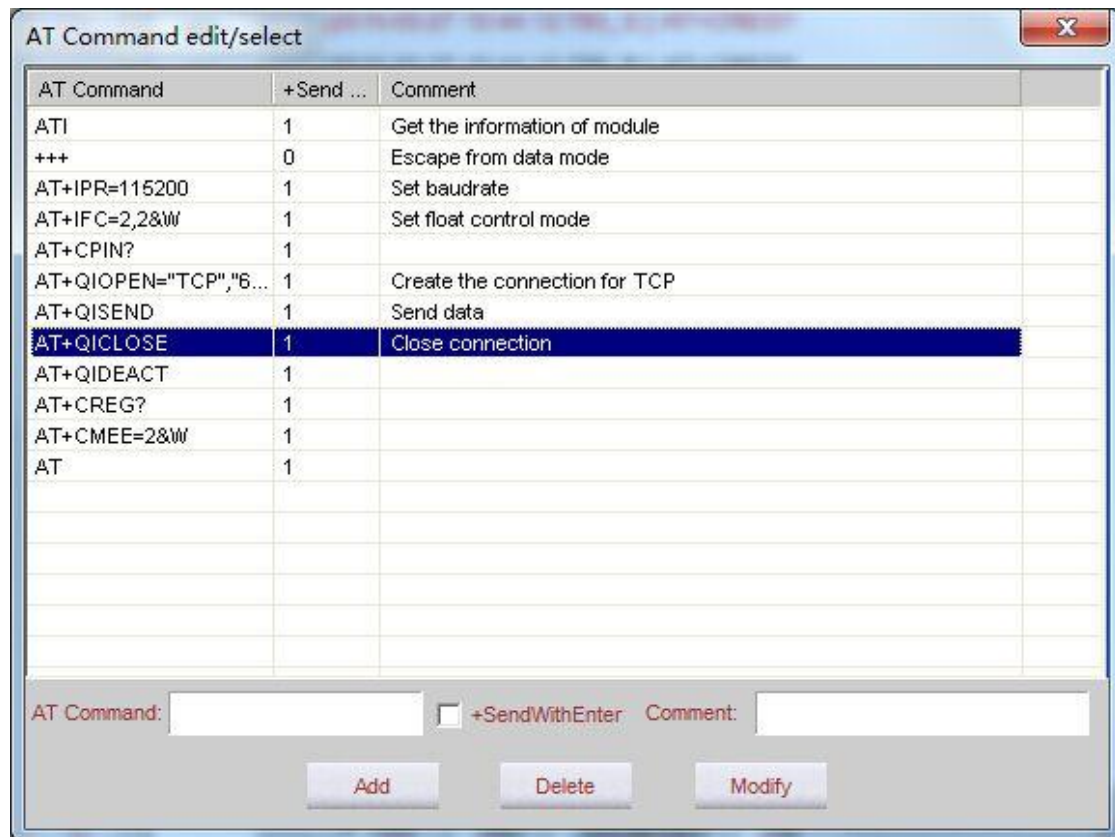 AT Command edit/select
AT Command +Send ... Comment
ATI 1 Get the information of module
+++ 0 Escape from data mode
AT+IPR=115200 1 Set baudrate
AT+IFC=2,2&W 1 Set float control mode
AT+CPIN? 1
AT+QIOPEN="TCP","6... 1 Create the connection for TCP
AT+QISEND 1 Send data
AT+QICLOSE 1 Close connection
AT+QIDEACT 1
AT+CREG? 1
AT+CMEE=2&W 1
AT 1
AT Command: +SendWithEnter Comment:
Add Delete Modify